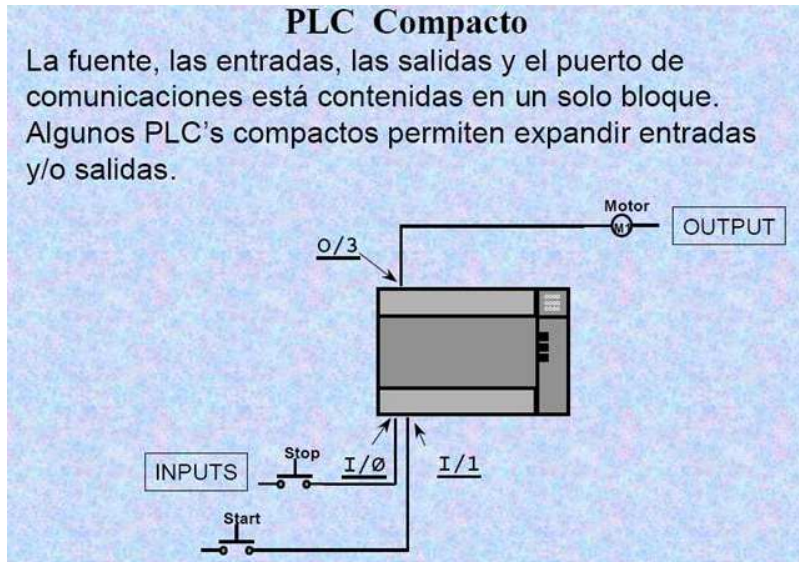 PLC Compacto
La fuente, las entradas, las salidas y el puerto de
comunicaciones está contenidas en un solo bloque.
Algunos PLC's compactos permiten expandir entradas
y/o salidas.
Motor
M1
OUTPUT
O/3
Stop
INPUTS
I/Ø
I/1
Start